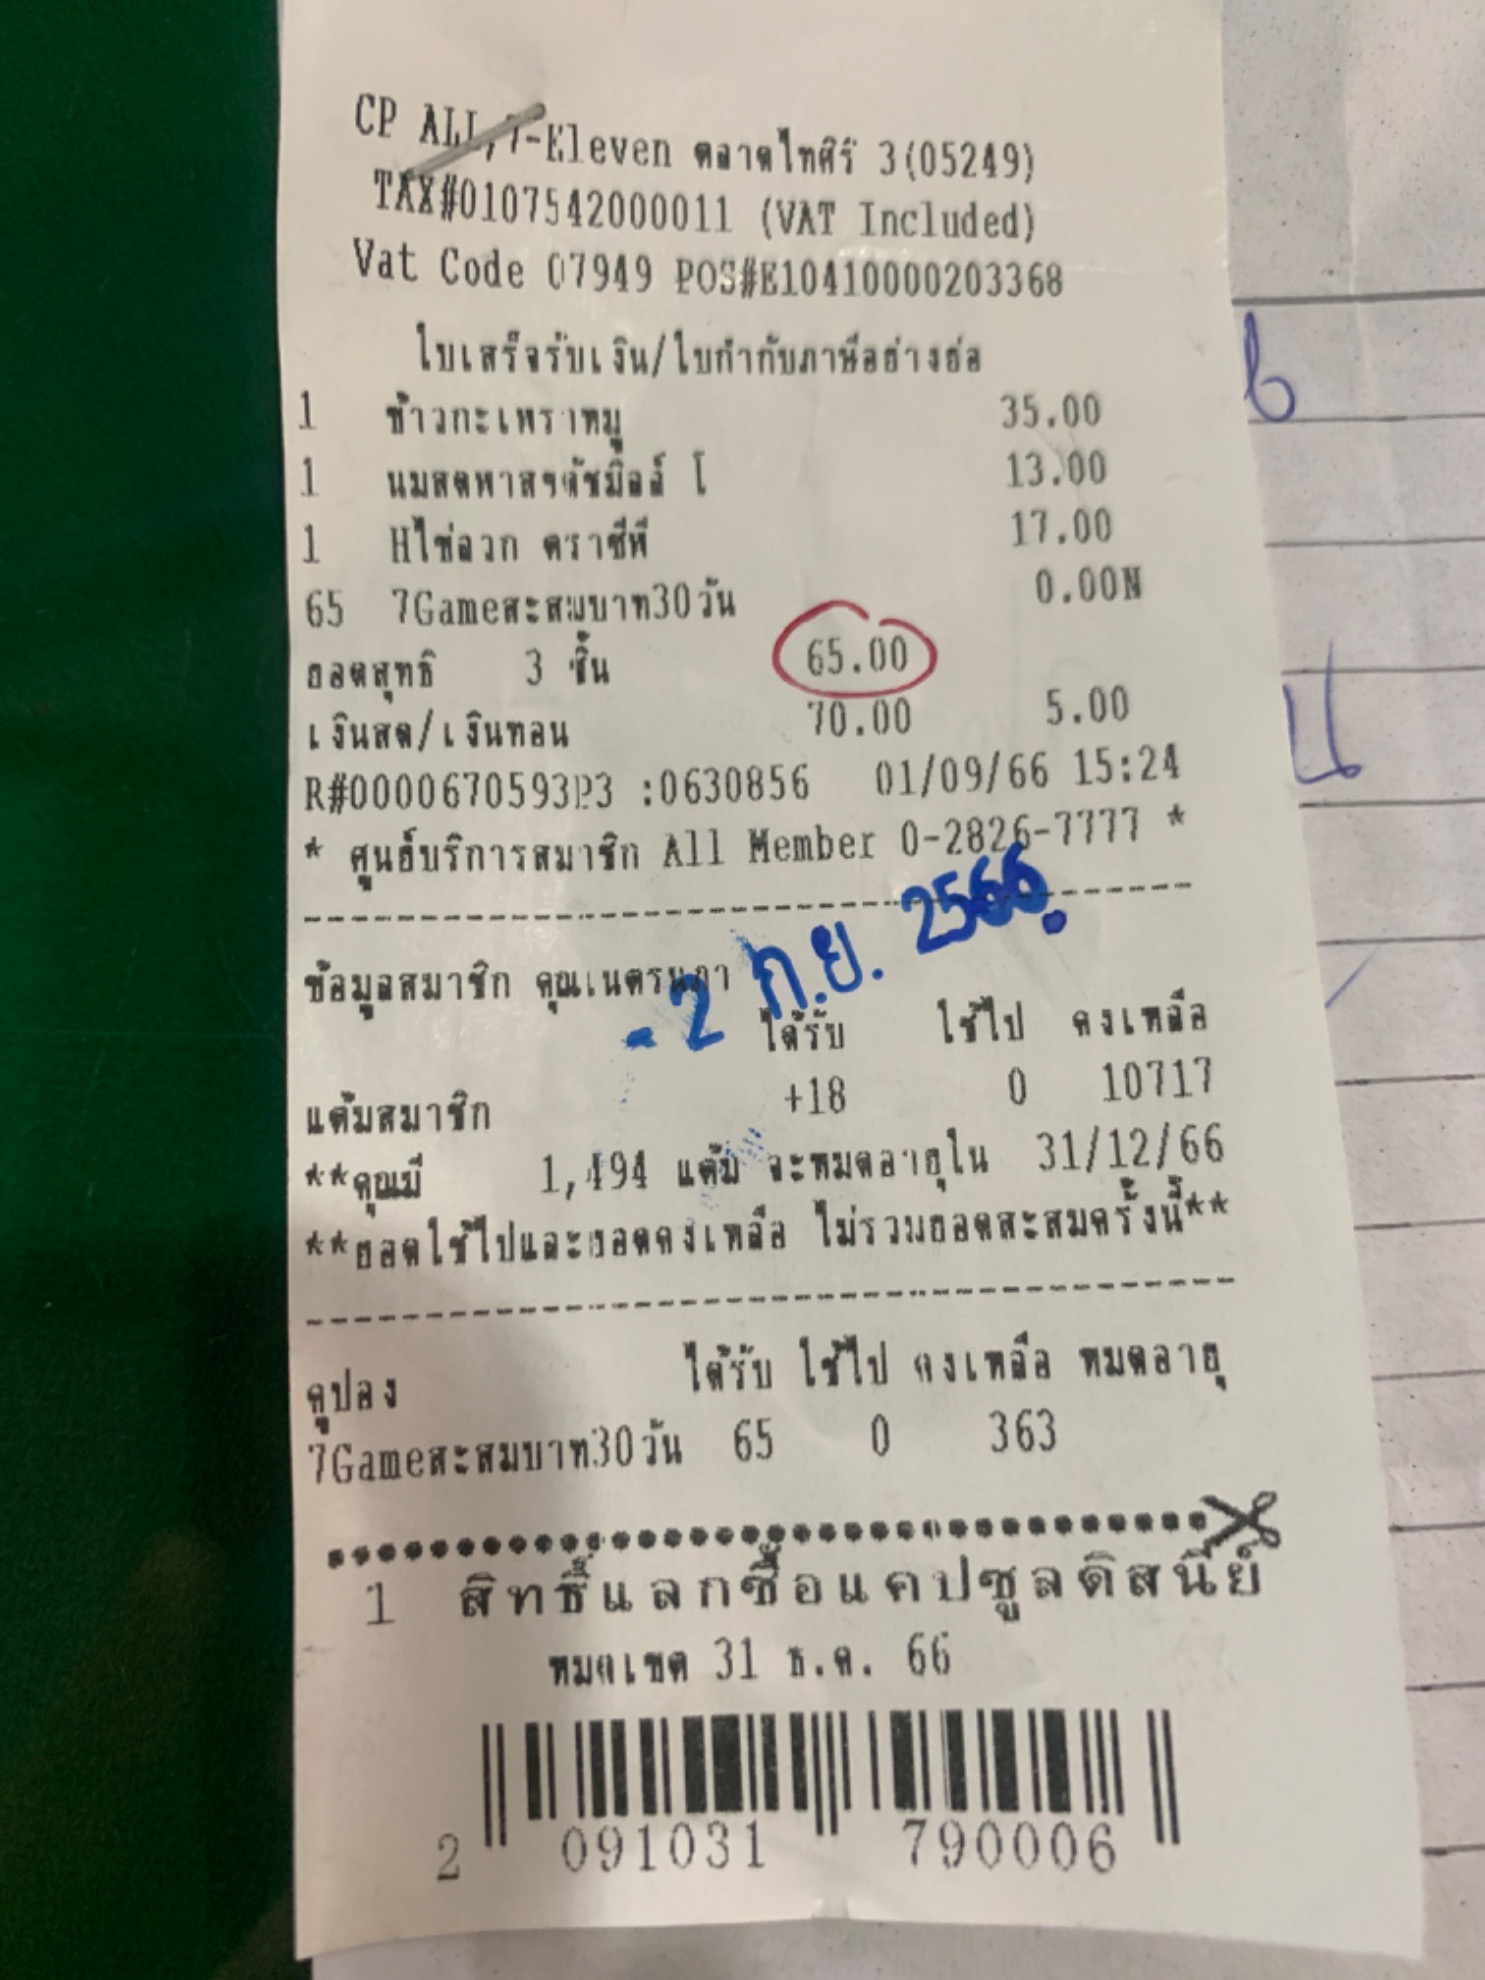 CP ALL,7-Eleven ตลาดไทศิริ 3(05249)
TAX#0107542000011 (VAT Included)
Vat Code 07949 POS#E10410000203368
ใบเสร็จรับเงิน/ใบกำกับภาษีอย่างย่อ
1 ข้าวกะเพราหมู 35.00
1 นมสดพาสฯดัชมิลล์ โ 13.00
1 Hไข่ลวก ตราซีพี 17.00
65 7Gameสะสมบาท30วัน 0.00N
ยอดสุทธิ 3 ชิ้น 65.00
เงินสด/เงินทอน 70.00 5.00
R#0000670593P3 :0630856 01/09/66 15:24
* ศูนย์บริการสมาชิก All Member 0-2826-7777 *
- 2 ก.ย. 2566
ข้อมูลสมาชิก คุณเนตรนภา
ได้รับ ใช้ไป คงเหลือ
แต้มสมาชิก +18 0 10717
**คุณมี 1,494 แต้ม จะหมดอายุใน 31/12/66
**ยอดใช้ไปและยอดคงเหลือ ไม่รวมยอดสะสมครั้งนี้**
คูปอง ได้รับ ใช้ไป คงเหลือ หมดอายุ
7Gameสะสมบาท30วัน 65 0 363
1 สิทธิ์แลกซื้อแคปซูลดิสนีย์
หมดเขต 31 ธ.ค. 66
2 091031 790006